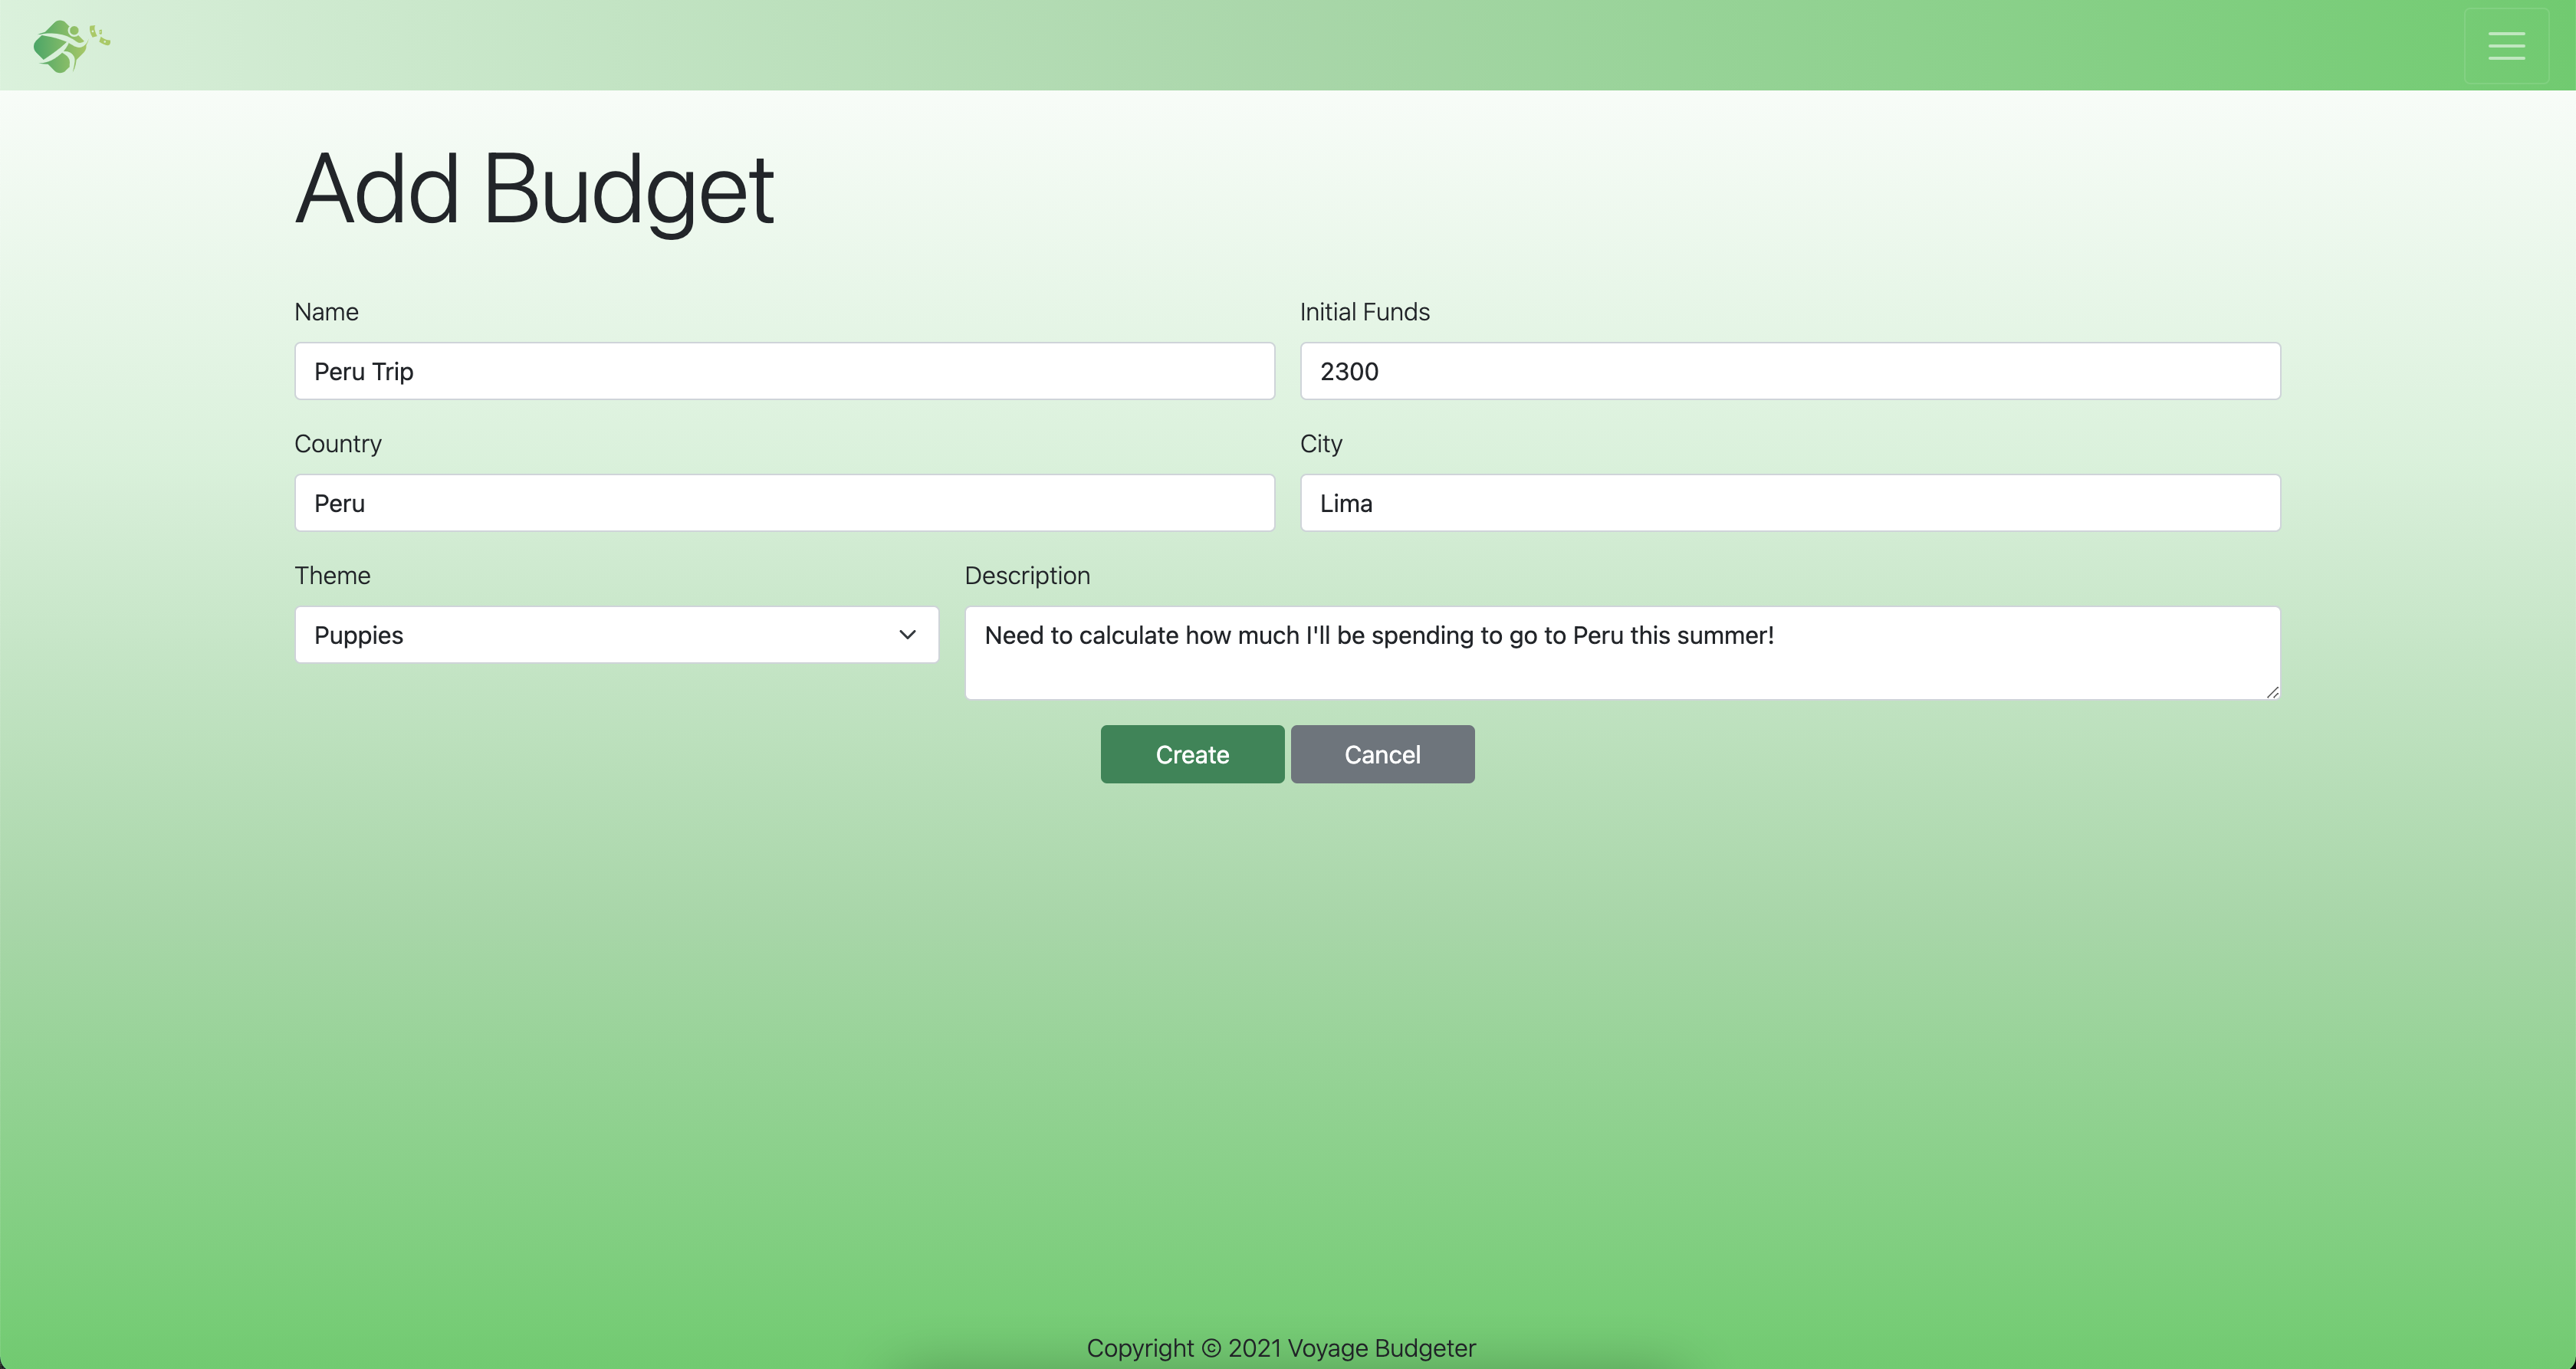 Add Budget
Name
Initial Funds
Peru Trip
2300
Country
City
Peru
Lima
Theme
Description
Puppies
Need to calculate how much I'll be spending to go to Peru this summer!
Create
Cancel
Copyright © 2021 Voyage Budgeter